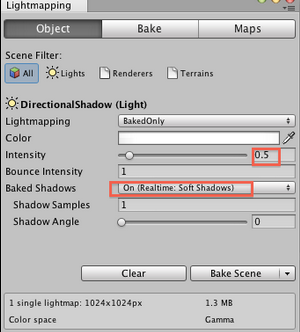 Lightmapping
Object Bake Maps
Scene Filter:
All Lights Renderers Terrains
DirectionalShadow (Light)
Lightmapping BakedOnly
Color
Intensity 0.5
Bounce Intensity 1
Baked Shadows On (Realtime: Soft Shadows)
Shadow Samples 1
Shadow Angle 0
Clear Bake Scene
1 single lightmap: 1024x1024px 1.3 MB
Color space Gamma